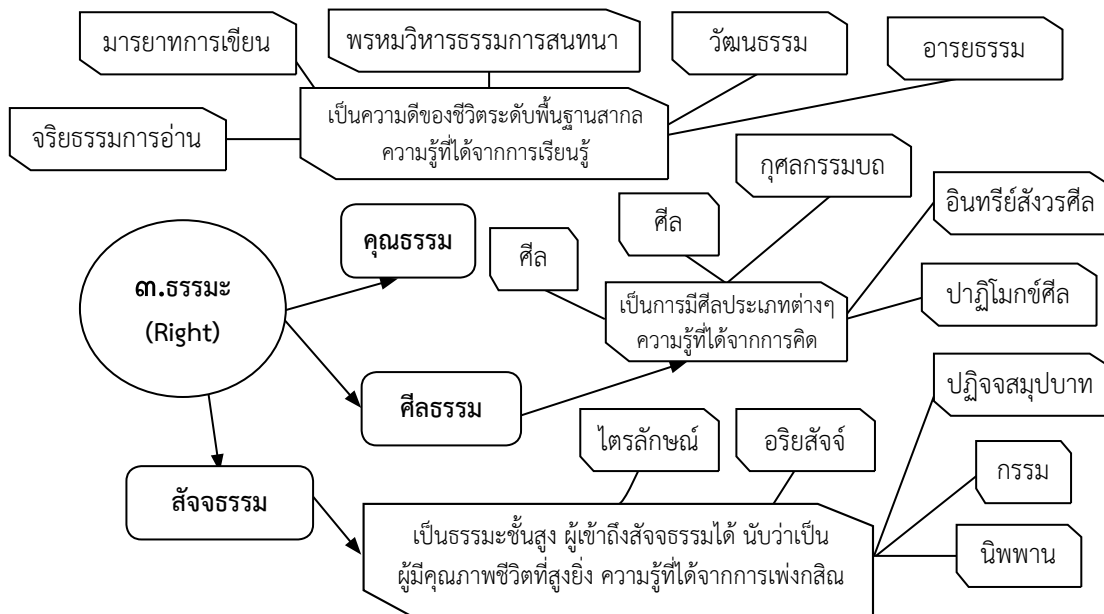 มารยาทการเขียน
พรหมวิหารธรรมการสนทนา
วัฒนธรรม
อารยธรรม
จริยธรรมการอ่าน
เป็นความดีของชีวิตระดับพื้นฐานสากล
ความรู้ที่ได้จากการเรียนรู้
กุศลกรรมบถ
อินทรีย์สังวรศีล
ศีล
ศีล
คุณธรรม
๓.ธรรมะ
(Right)
เป็นการมีศีลประเภทต่างๆ
ความรู้ที่ได้จากการคิด
ปาฏิโมกข์ศีล
ศีลธรรม
ปฏิจจสมุปบาท
ไตรลักษณ์
อริยสัจจ์
กรรม
สัจจธรรม
เป็นธรรมะชั้นสูง ผู้เข้าถึงสัจจธรรมได้ นับว่าเป็น
ผู้มีคุณภาพชีวิตที่สูงยิ่ง ความรู้ที่ได้จากการเพ่งกสิณ
นิพพาน